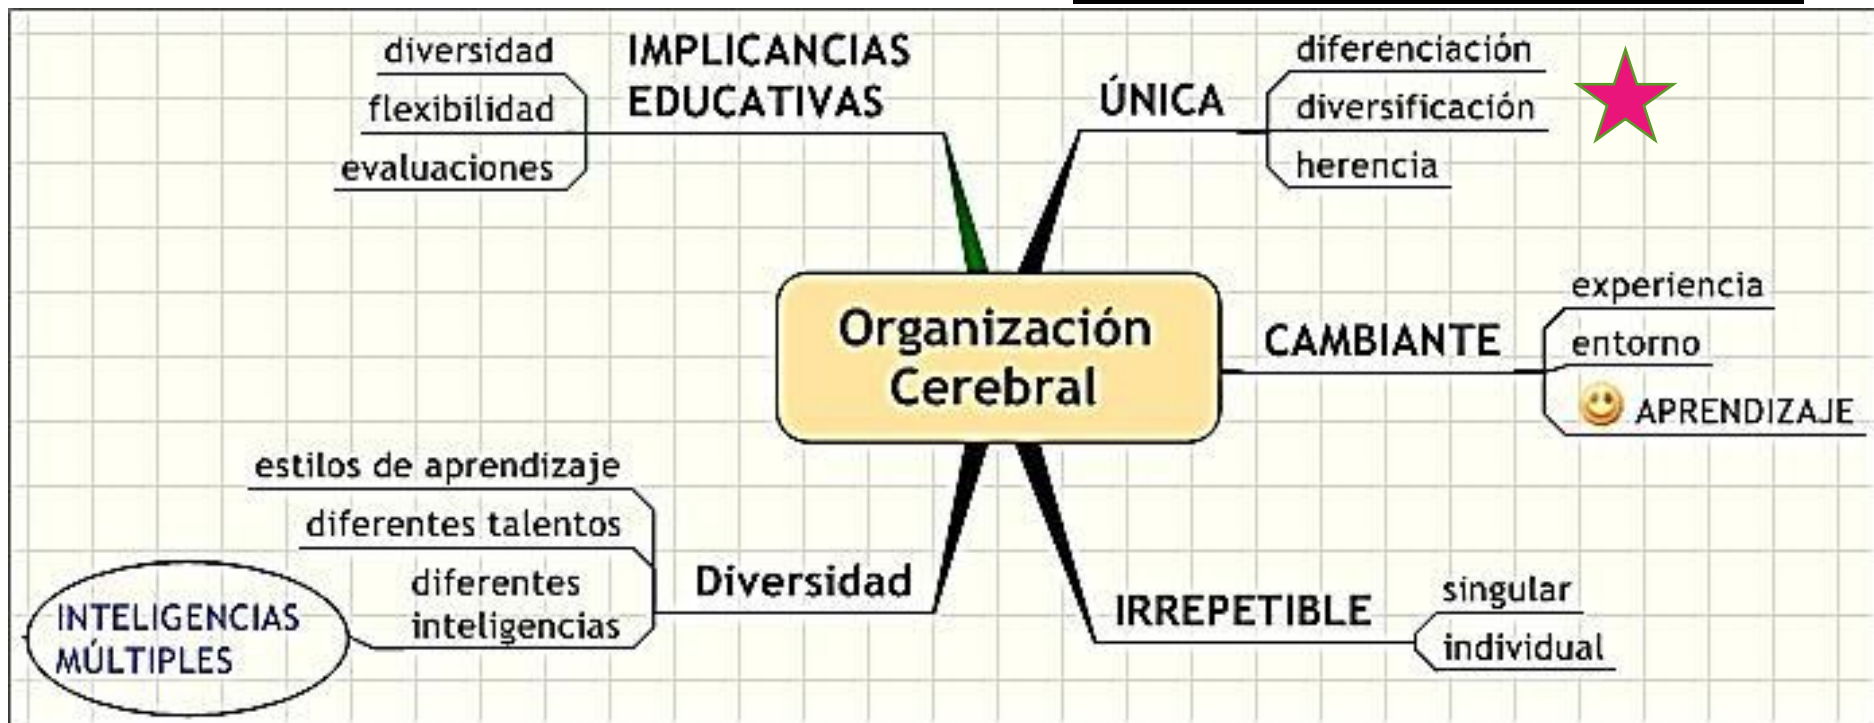 diversidad
flexibilidad
evaluaciones
IMPLICANCIAS
EDUCATIVAS
ÚNICA
diferenciación
diversificación
herencia
Organización
Cerebral
CAMBIANTE
experiencia
entorno
APRENDIZAJE
estilos de aprendizaje
diferentes talentos
diferentes
inteligencias
INTELIGENCIAS
MÚLTIPLES
Diversidad
IRREPETIBLE
singular
individual